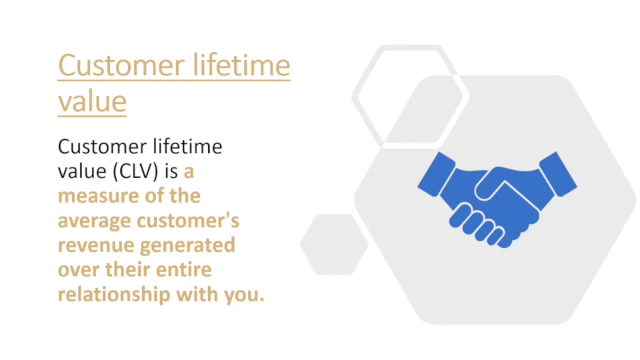 Customer lifetime
value
Customer lifetime
value (CLV) is a
measure of the
average customer's
revenue generated
over their entire
relationship with you.